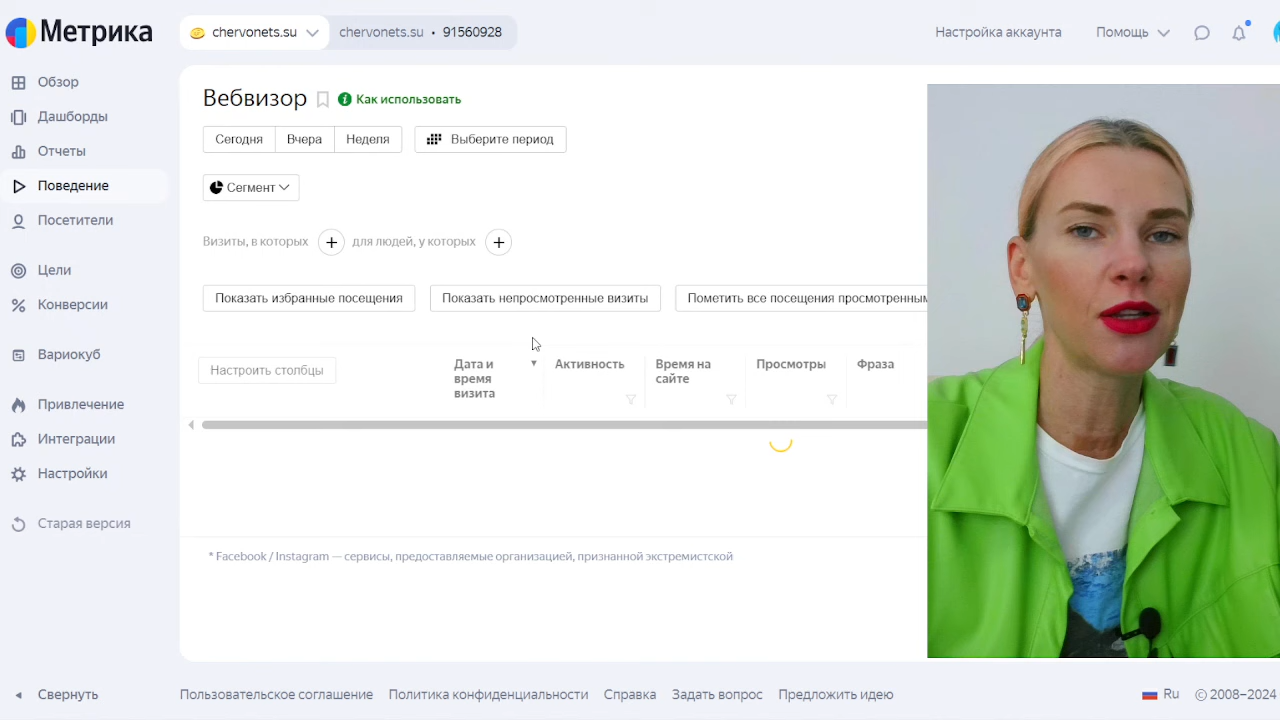 Метрика
chervonets.su
chervonets.su • 91560928
Настройка аккаунта
Помощь
Обзор
Дашборды
Отчеты
Поведение
Посетители
Цели
Конверсии
Вариокуб
Привлечение
Интеграции
Настройки
Старая версия
Свернуть
Вебвизор
Как использовать
Сегодня
Вчера
Неделя
Выберите период
Сегмент
Визиты, в которых + для людей, у которых +
Показать избранные посещения
Показать непросмотренные визиты
Пометить все посещения просмотренным
Настроить столбцы
Дата и
время
визита
Активность
Время на
сайте
Просмотры
Фраза
* Facebook / Instagram — сервисы, предоставляемые организацией, признанной экстремистской
Пользовательское соглашение
Политика конфиденциальности
Справка
Задать вопрос
Предложить идею
Ru
© 2008–2024